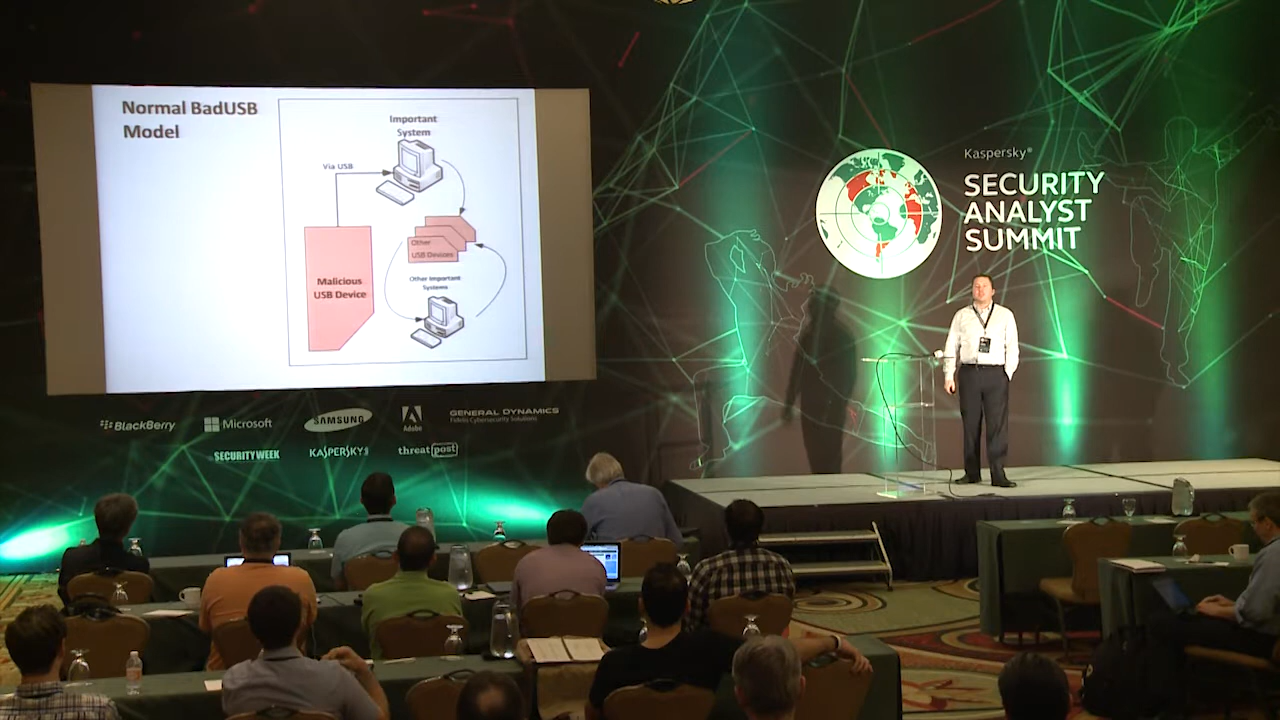 Normal BadUSB
Model
Important
System
Via USB
Other
USB Devices
Malicious
USB Device
Other Important
Systems
Kaspersky®
SECURITY
ANALYST
SUMMIT
BlackBerry
Microsoft
SAMSUNG
Adobe
GENERAL DYNAMICS
Fidelis Cybersecurity Solutions
SECURITYWEEK
KASPERSKY
threatpost